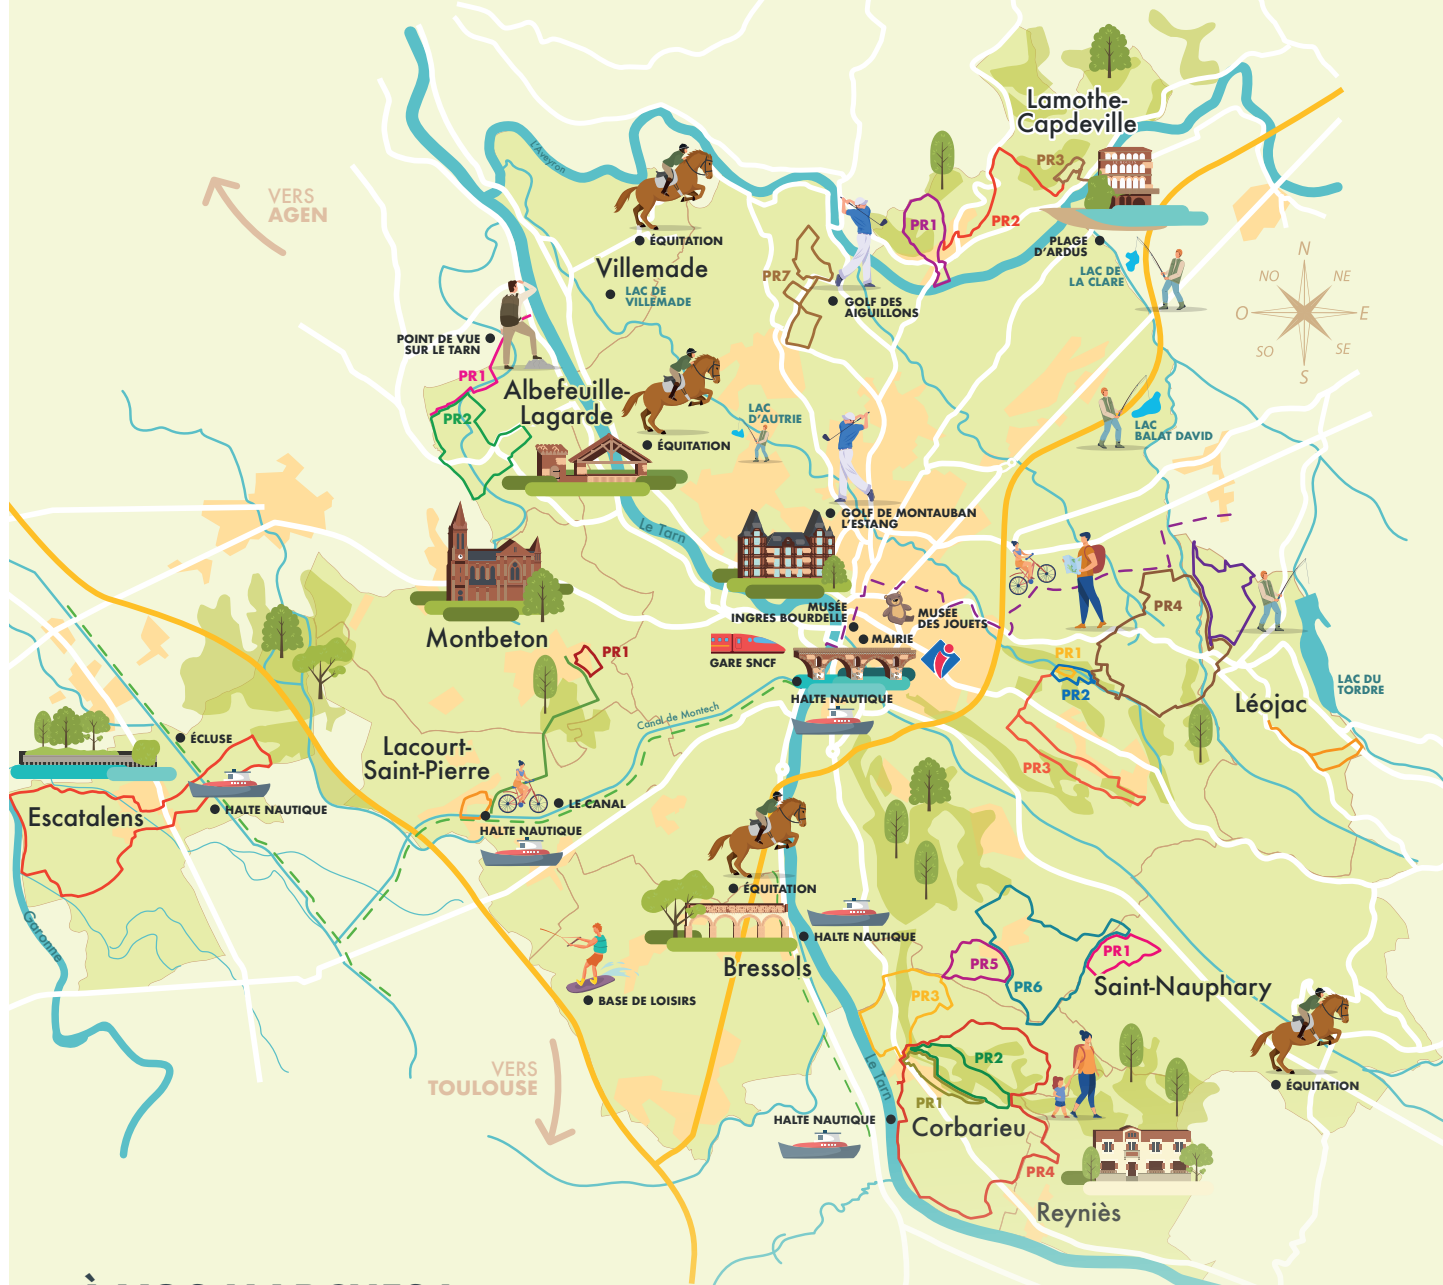 Lamothe-
Capdeville
PR3
PR1
PR2
PLAGE
D'ARDUS
LAC DE
LA CLARE
N
NO
NE
O
E
SO
SE
S
VERS
AGEN
L'Aveyron
ÉQUITATION
Villemade
LAC DE
VILLEMADE
PR7
GOLF DES
AIGUILLONS
POINT DE VUE
SUR LE TARN
PR1
PR2
Albefeuille-
Lagarde
ÉQUITATION
LAC
D'AUTRIE
LAC
BALAT DAVID
GOLF DE MONTAUBAN
L'ESTANG
Le Tarn
Montbeton
MUSÉE
INGRES BOURDELLE
MUSÉE
DES JOUETS
MAIRIE
GARE SNCF
HALTE NAUTIQUE
PR4
PR1
PR2
PR3
LAC DU
TORDRE
Léojac
PR1
Canal de Montech
ÉCLUSE
Lacourt-
Saint-Pierre
LE CANAL
HALTE NAUTIQUE
Escatalens
HALTE NAUTIQUE
Garonne
ÉQUITATION
HALTE NAUTIQUE
Bressols
BASE DE LOISIRS
PR5
PR6
PR1
Saint-Nauphary
PR3
VERS
TOULOUSE
Le Tarn
PR2
PR1
ÉQUITATION
HALTE NAUTIQUE
Corbarieu
PR4
Reyniès